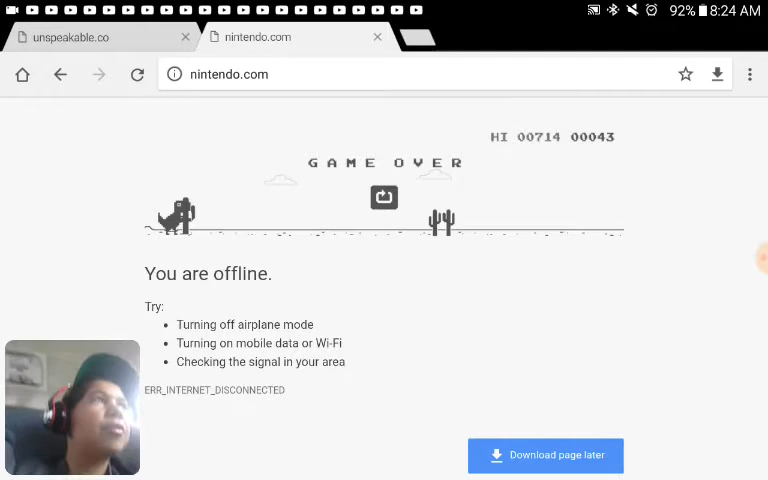 92% 8:24 AM
unspeakable.co
nintendo.com
nintendo.com
HI 00714 00043
GAME OVER
You are offline.
Try:
• Turning off airplane mode
• Turning on mobile data or Wi-Fi
• Checking the signal in your area
ERR_INTERNET_DISCONNECTED
Download page later